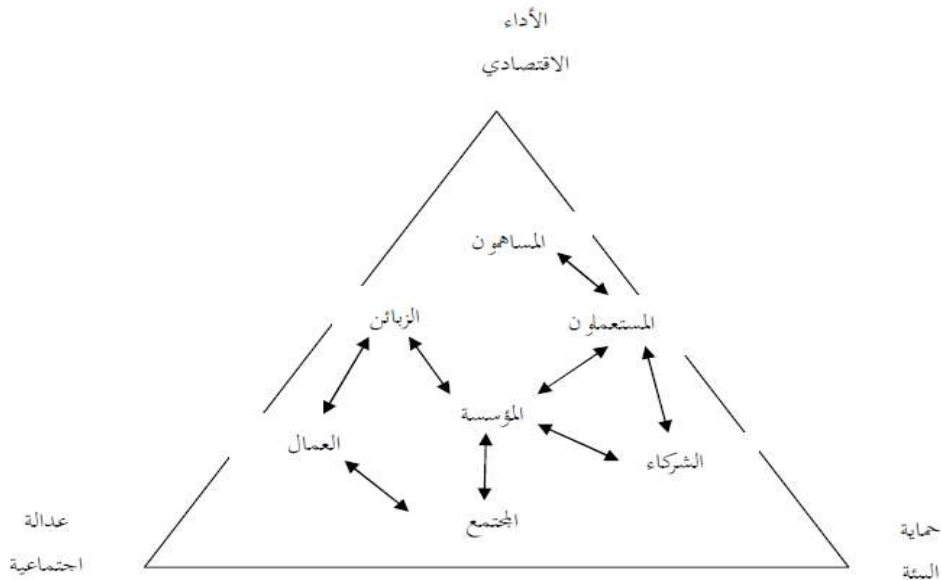 الأداء
الاقتصادي
المساهمون
الزبائن
المستعملون
المؤسسة
العمال
الشركاء
المجتمع
حماية
البيئة
عدالة
اجتماعية